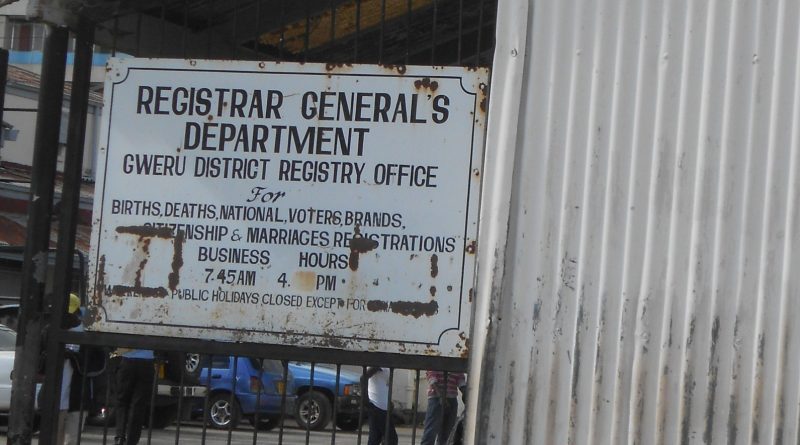 REGISTRAR GENERAL'S
DEPARTMENT
GWERU DISTRICT REGISTRY OFFICE
For
BIRTHS, DEATHS, NATIONAL, VOTERS, BRANDS,
CITIZENSHIP & MARRIAGES REGISTRATIONS
BUSINESS HOURS
7.45AM 4. PM
PUBLIC HOLIDAYS CLOSED EXCEPT FOR